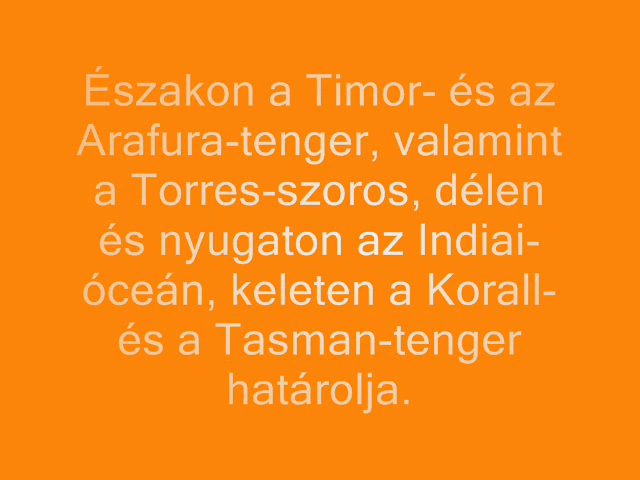 Északon a Timor- és az
Arafura-tenger, valamint
a Torres-szoros, délen
és nyugaton az Indiai-
óceán, keleten a Korall-
és a Tasman-tenger
határolja.